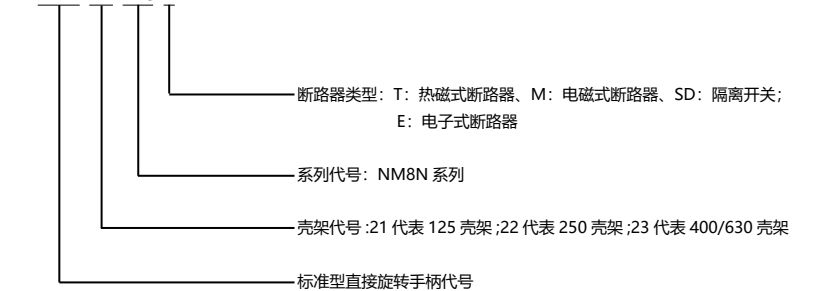 断路器类型：T：热磁式断路器、M：电磁式断路器、SD：隔离开关；
E：电子式断路器
系列代号：NM8N 系列
壳架代号 :21 代表 125 壳架 ;22 代表 250 壳架 ;23 代表 400/630 壳架
标准型直接旋转手柄代号